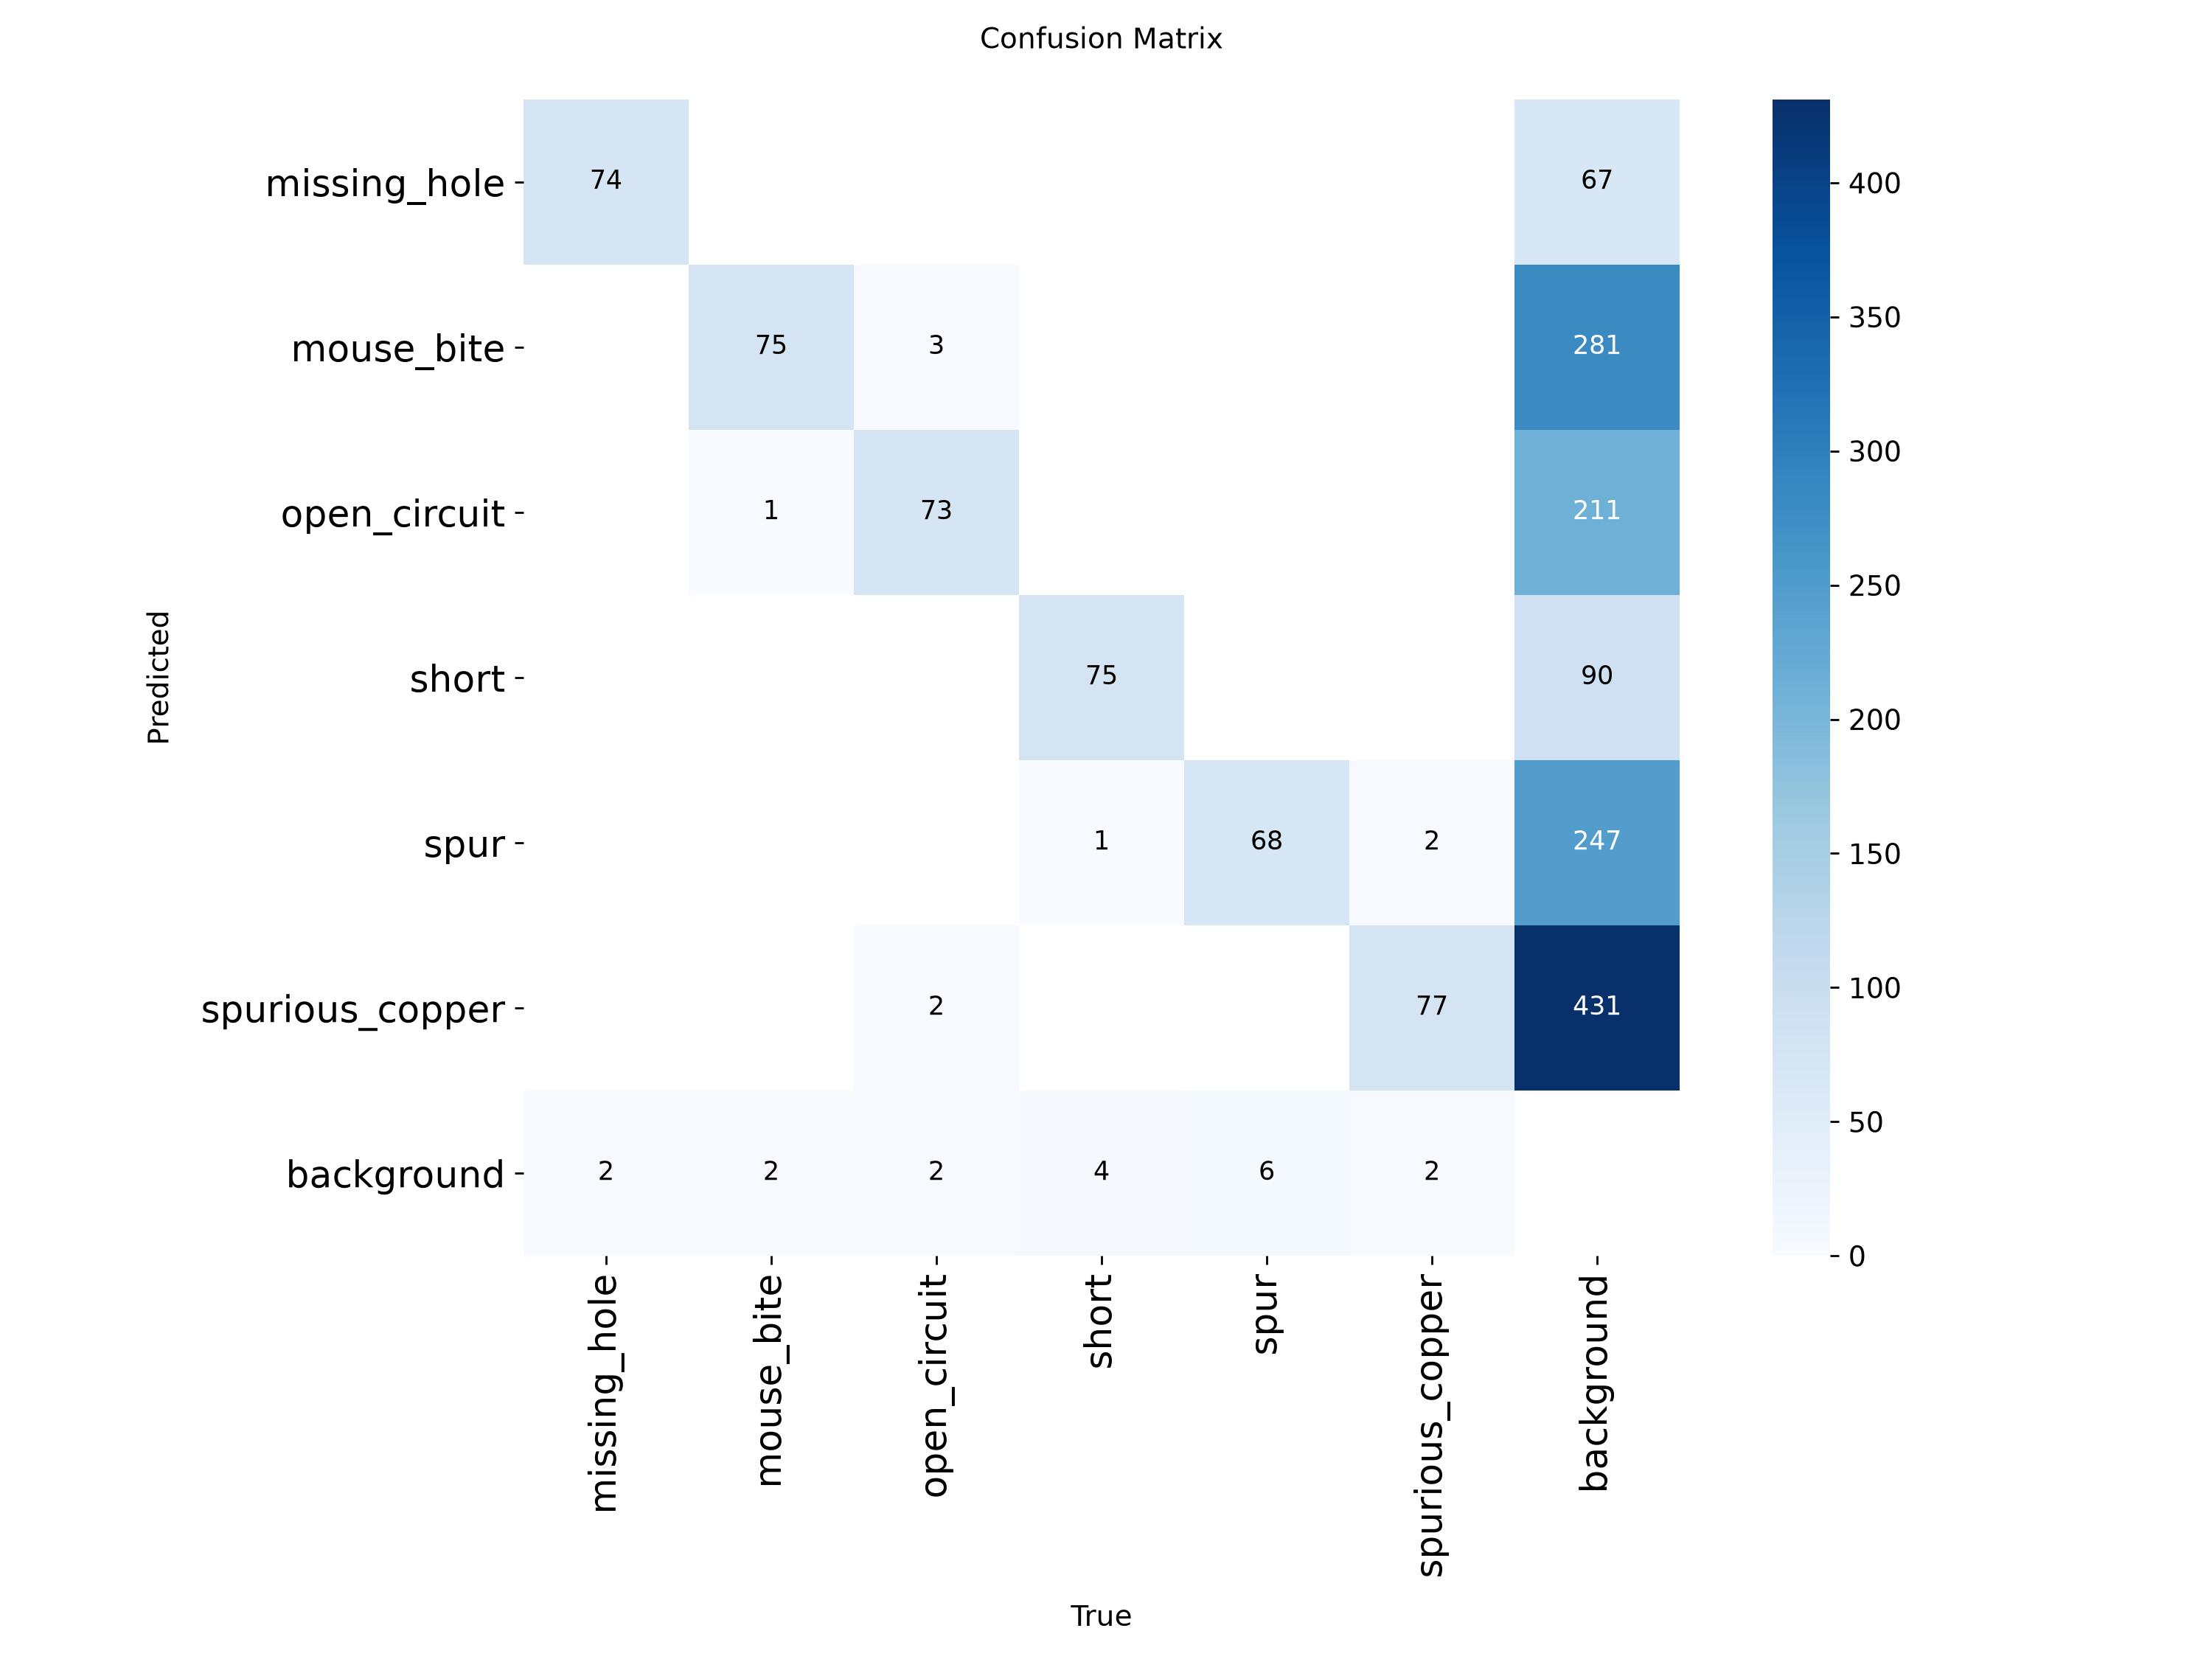 Confusion Matrix
missing_hole 74 67
mouse_bite 75 3 281
open_circuit 1 73 211
short 75 90
spur 1 68 2 247
spurious_copper 2 77 431
background 2 2 2 4 6 2
Predicted
missing_hole
mouse_bite
open_circuit
short
spur
spurious_copper
background
True
400
350
300
250
200
150
100
50
0